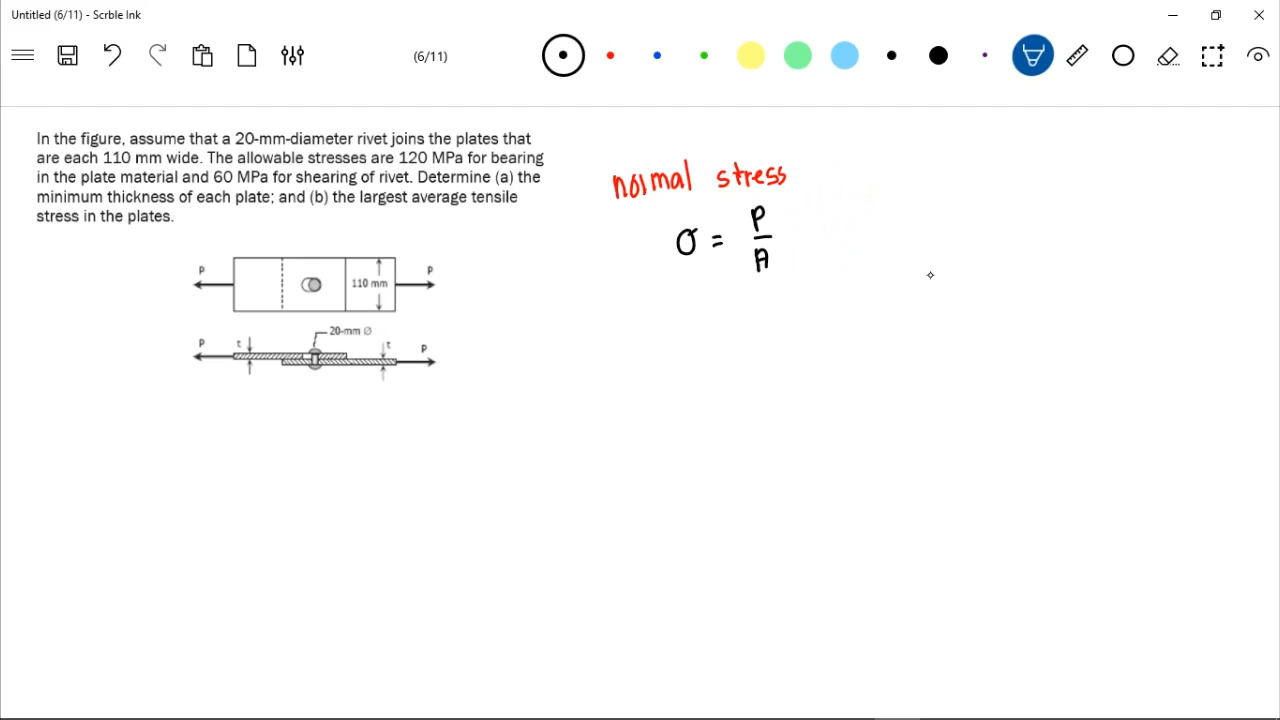 Untitled (6/11) - Scrble Ink
(6/11)
In the figure, assume that a 20-mm-diameter rivet joins the plates that
are each 110 mm wide. The allowable stresses are 120 MPa for bearing
in the plate material and 60 MPa for shearing of rivet. Determine (a) the
minimum thickness of each plate; and (b) the largest average tensile
stress in the plates.
normal stress
σ = P
A
P
P
110 mm
20-mm Ø
P
t
t
P